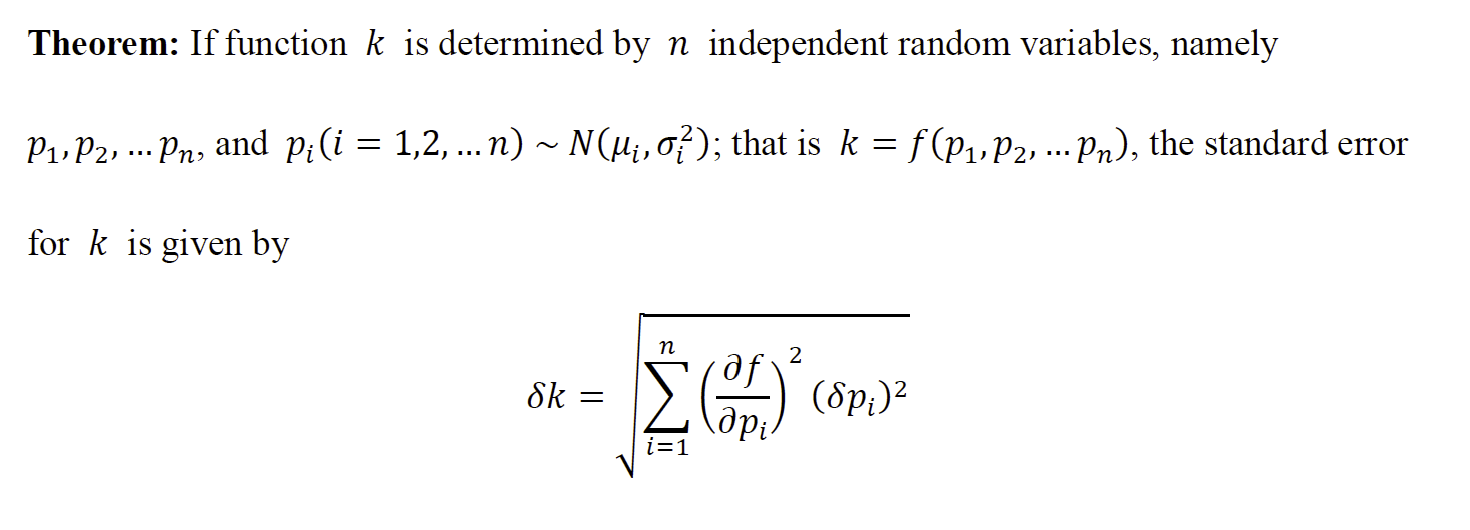 Theorem: If function k is determined by n independent random variables, namely
p₁, p₂, … pₙ, and pᵢ(i = 1,2, … n) ~ N(μᵢ, σᵢ²); that is k = f(p₁, p₂, … pₙ), the standard error
for k is given by
δk = √(∑ᵢ₌₁ⁿ (∂f/∂pᵢ)² (δpᵢ)²)